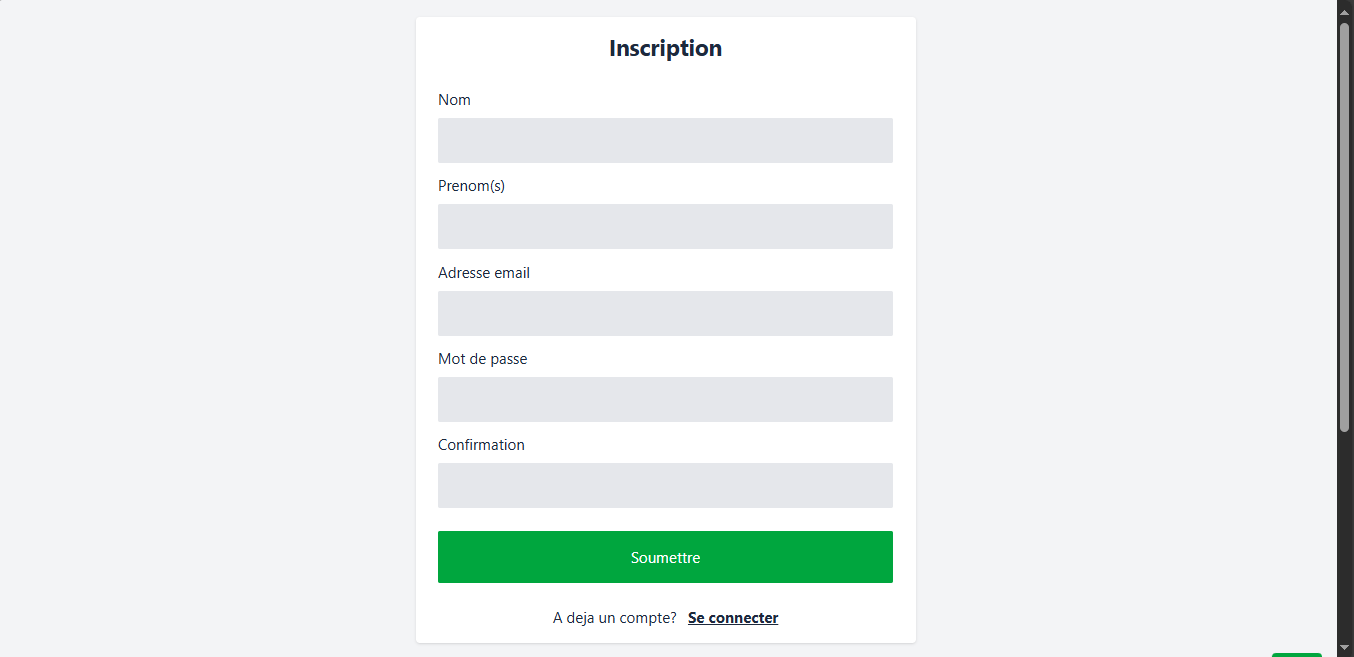 Inscription
Nom
Prenom(s)
Adresse email
Mot de passe
Confirmation
Soumettre
A deja un compte? Se connecter